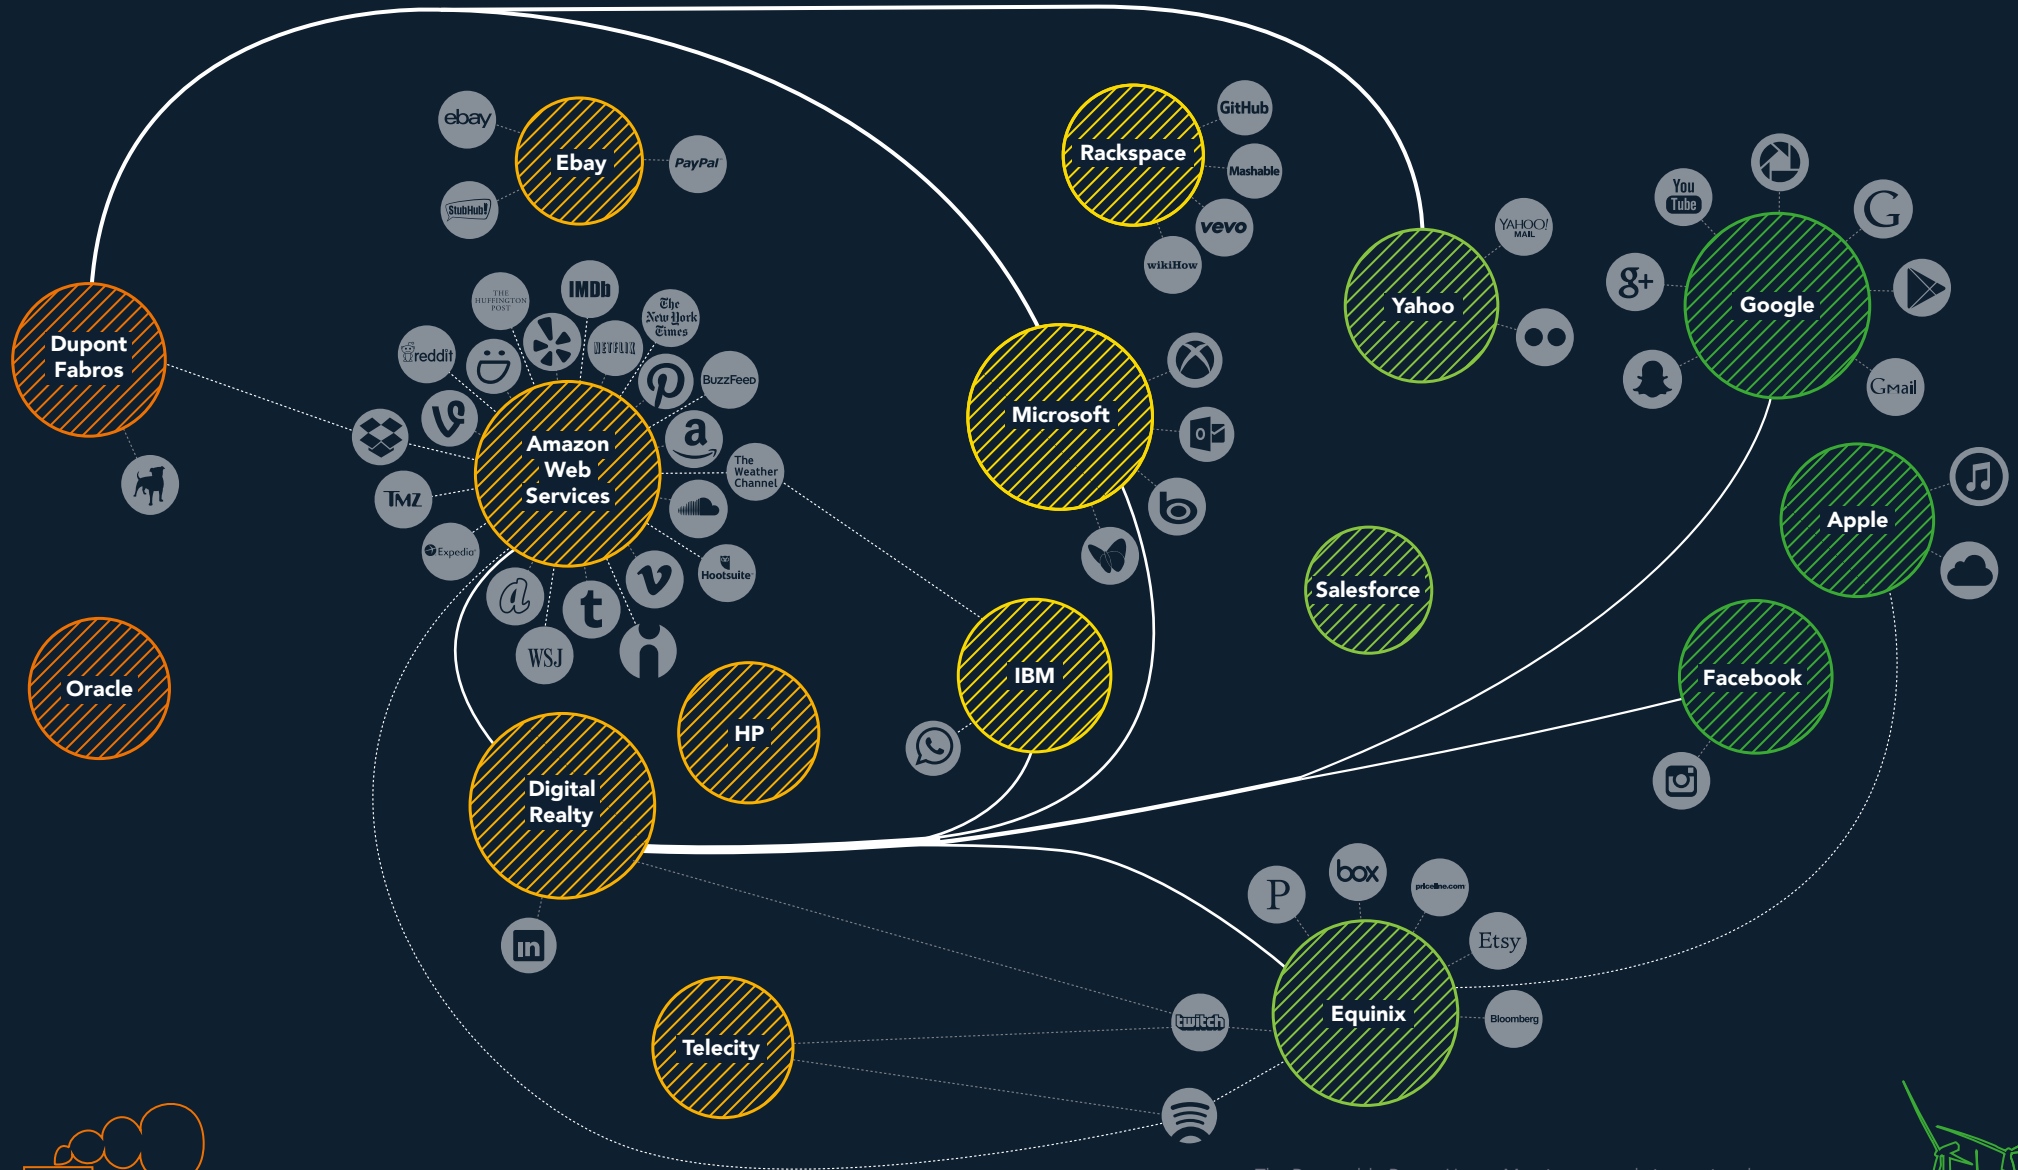 ebay
Ebay
PayPal
StubHub!
Rackspace
GitHub
Mashable
vevo
wikiHow
Yahoo
YAHOO!
MAIL
You
Tube
G
g+
Google
Gmail
Dupont
Fabros
THE
HUFFINGTON
POST
IMDb
The
New York
Times
reddit
NETFLIX
BuzzFeed
a
Amazon
Web
Services
The
Weather
Channel
TMZ
Expedia
Hootsuite
a
t
v
WSJ
Microsoft
o
b
Apple
Salesforce
Oracle
HP
IBM
Facebook
Digital
Realty
in
P
box
priceline.com
Etsy
Bloomberg
Equinix
twitch
Telecity